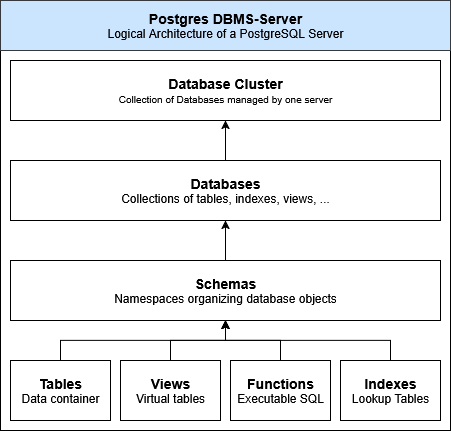 Postgres DBMS-Server
Logical Architecture of a PostgreSQL Server
Database Cluster
Collection of Databases managed by one server
Databases
Collections of tables, indexes, views, ...
Schemas
Namespaces organizing database objects
Tables
Data container
Views
Virtual tables
Functions
Executable SQL
Indexes
Lookup Tables